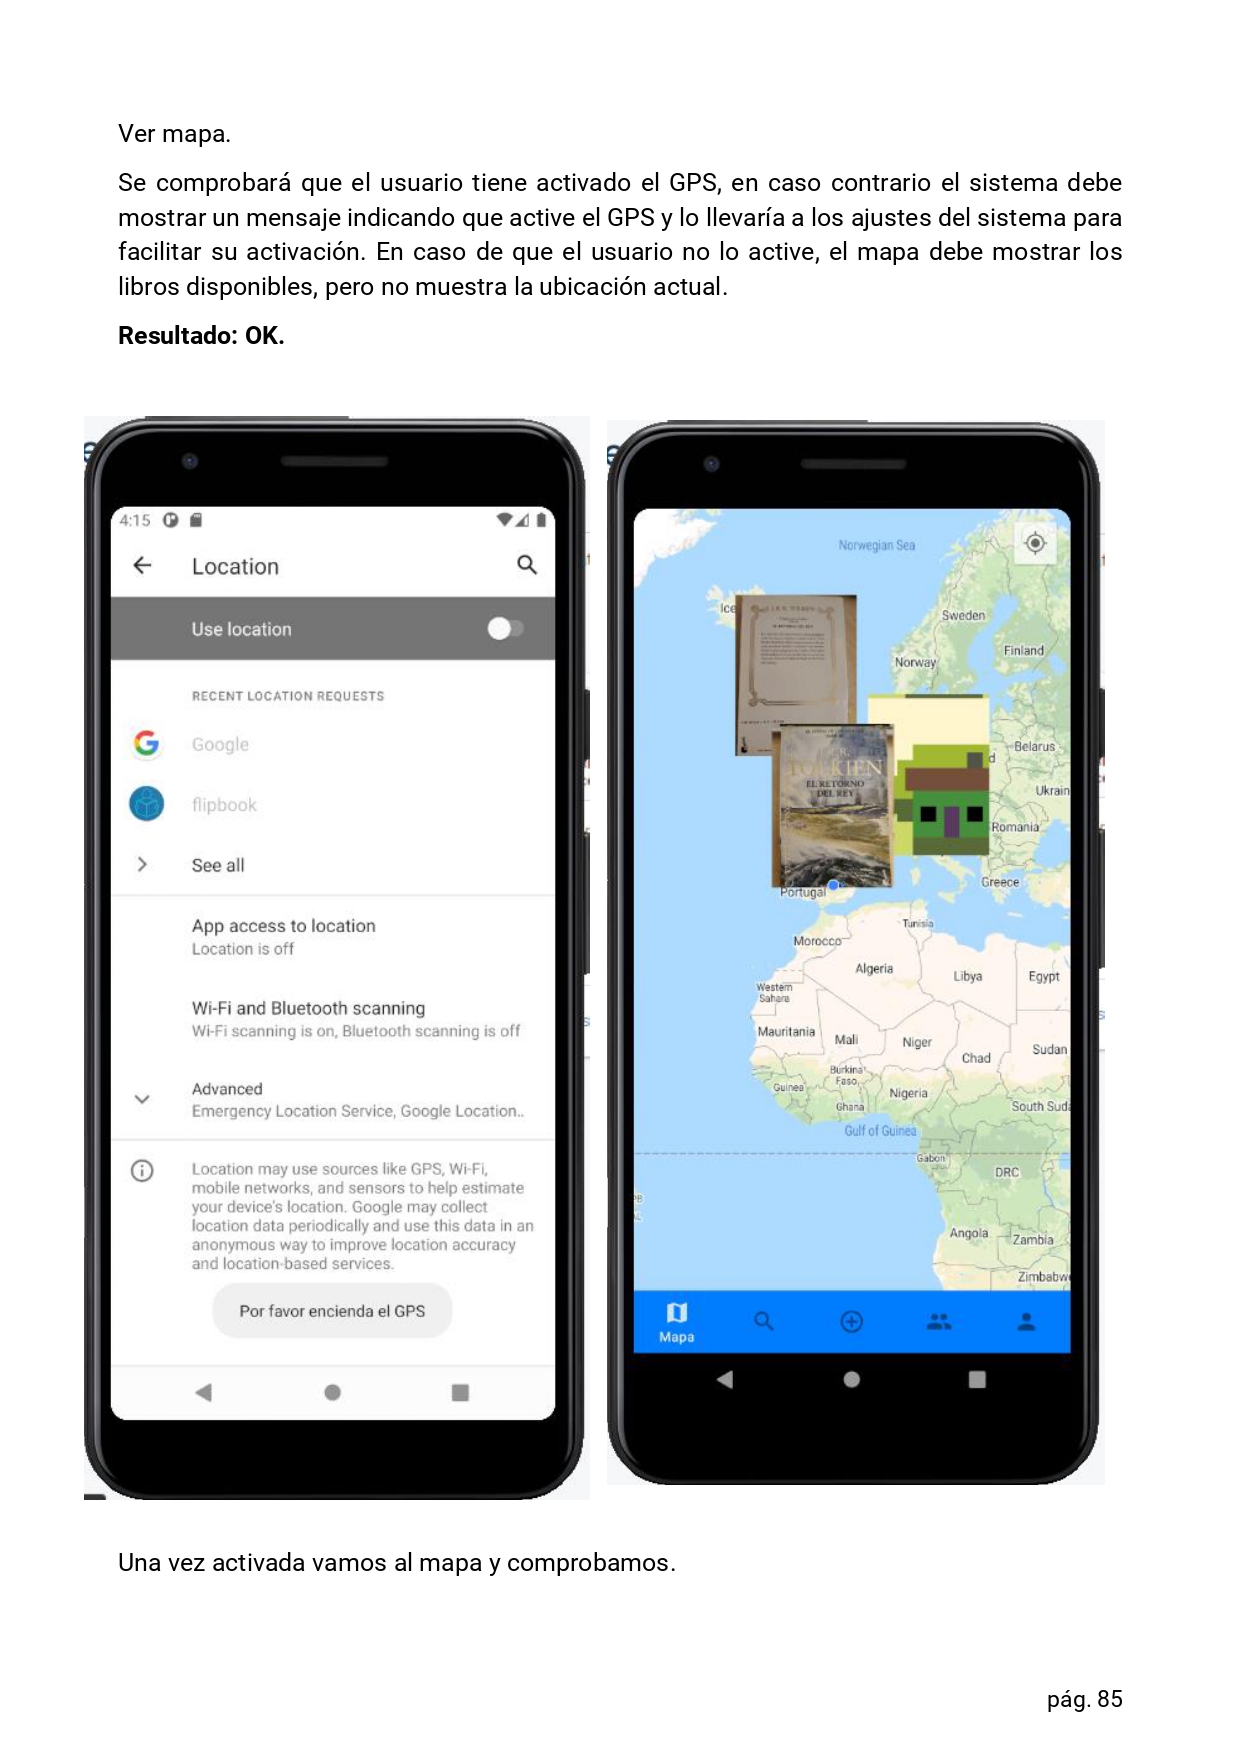 Ver mapa.
Se comprobará que el usuario tiene activado el GPS, en caso contrario el sistema debe
mostrar un mensaje indicando que active el GPS y lo llevaría a los ajustes del sistema para
facilitar su activación. En caso de que el usuario no lo active, el mapa debe mostrar los
libros disponibles, pero no muestra la ubicación actual.
Resultado: OK.
4:15
Location
Use location
RECENT LOCATION REQUESTS
Google
flipbook
See all
App access to location
Location is off
Wi-Fi and Bluetooth scanning
Wi-Fi scanning is on, Bluetooth scanning is off
Advanced
Emergency Location Service, Google Location..
Location may use sources like GPS, Wi-Fi,
mobile networks, and sensors to help estimate
your device's location. Google may collect
location data periodically and use this data in an
anonymous way to improve location accuracy
and location-based services.
Por favor encienda el GPS
Norwegian Sea
Ice
Sweden
Finland
Norway
Belarus
d
TOLKIEN
EL RETORNO
DEL REY
Ukrain
Romania
Greece
Portugal
Tunisia
Morocco
Algeria
Libya
Egypt
Western
Sahara
Mauritania
Mali
Niger
Chad
Sudan
Burkina
Faso
Guinea
Nigeria
Ghana
South Suda
Gulf of Guinea
Gabon
DRC
Angola
Zambia
Zimbabw
Mapa
Una vez activada vamos al mapa y comprobamos.
pág. 85